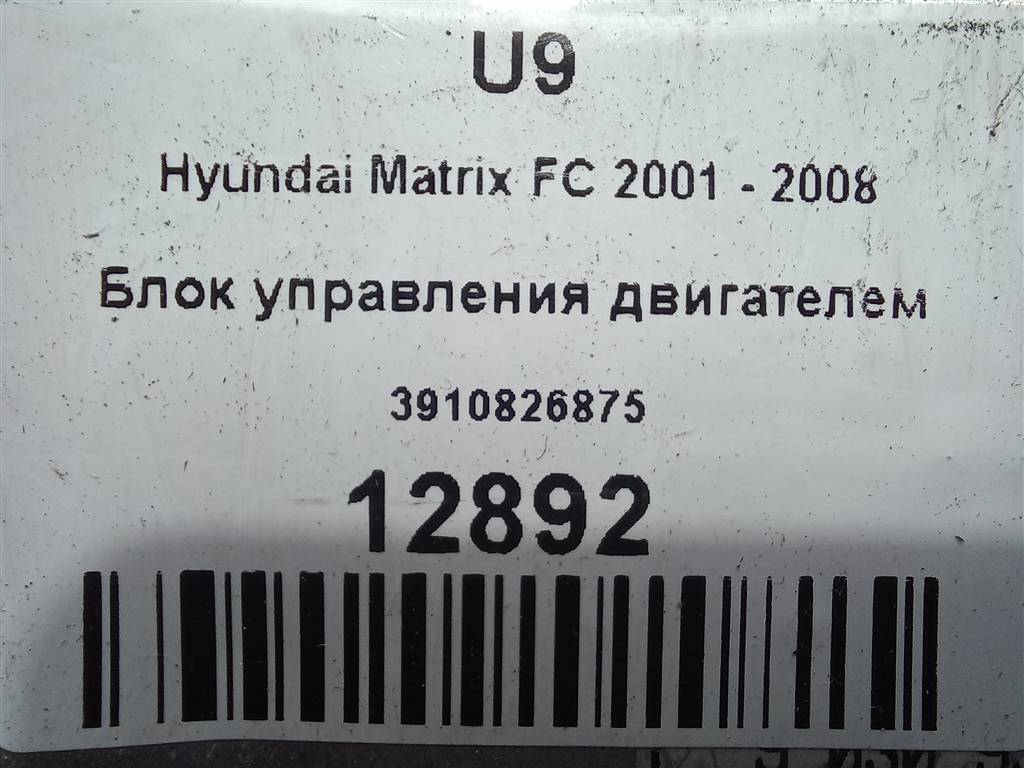 U9
Hyundai Matrix FC 2001 - 2008
Блок управления двигателем
3910826875
12892